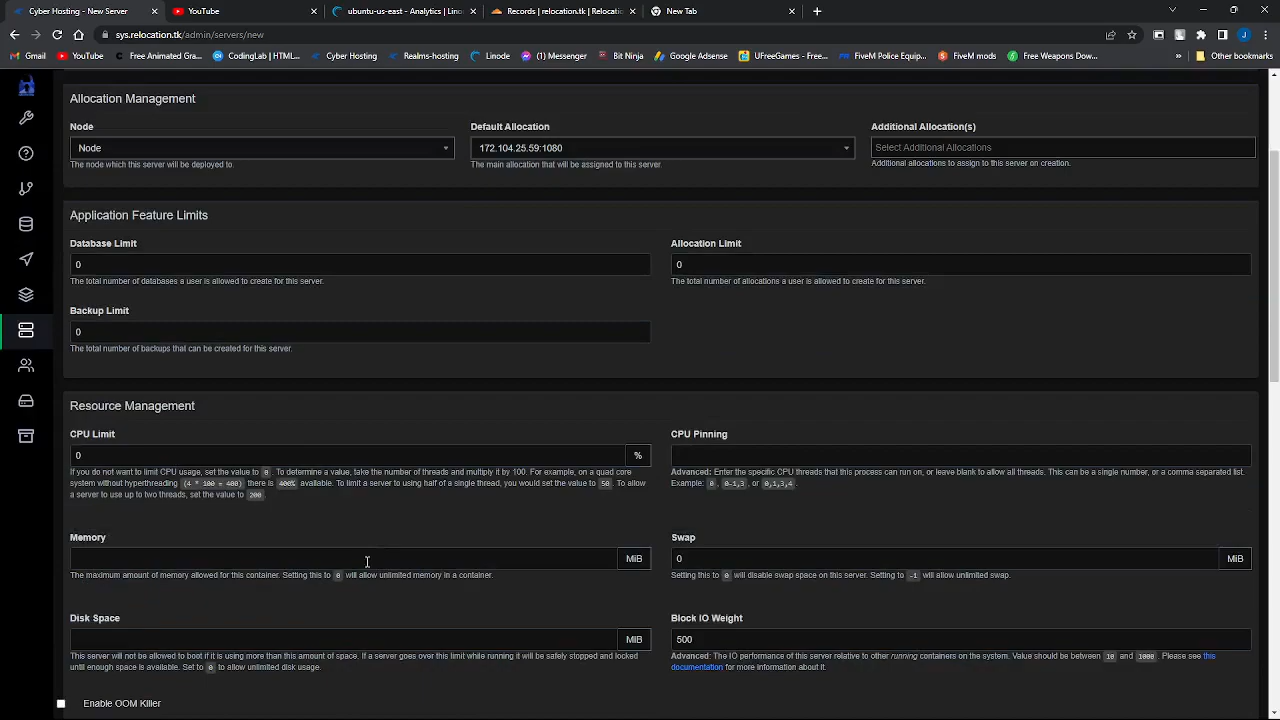 Cyber Hosting - New Server
YouTube
ubuntu-us-east - Analytics | Lino
Records | relocation.tk | Relocatic
New Tab
sys.relocation.tk/admin/servers/new
Gmail
YouTube
Free Animated Gra...
CodingLab | HTML...
Cyber Hosting
Realms-hosting
Linode
(1) Messenger
Bit Ninja
Google Adsense
FreeGames - Free...
FiveM Police Equip...
FiveM mods
Free Weapons Dow...
»
Other bookmarks
Allocation Management
Node
Default Allocation
Additional Allocation(s)
Node
172.104.25.59:1080
Select Additional Allocations
The node which this server will be deployed to.
The main allocation that will be assigned to this server.
Additional allocations to assign to this server on creation.
Application Feature Limits
Database Limit
Allocation Limit
0
0
The total number of databases a user is allowed to create for this server.
The total number of allocations a user is allowed to create for this server.
Backup Limit
0
The total number of backups that can be created for this server.
Resource Management
CPU Limit
CPU Pinning
0
%
If you do not want to limit CPU usage, set the value to 0. To determine a value, take the number of threads and multiply it by 100. For example, on a quad core
system without hyperthreading (4 * 100 = 400) there is 400% available. To limit a server to using half of a single thread, you would set the value to 50. To allow
a server to use up to two threads, set the value to 200
Advanced: Enter the specific CPU threads that this process can run on, or leave blank to allow all threads. This can be a single number, or a comma separated list.
Example: 0, 0-1,3, or 0,1,3,4.
Memory
Swap
MiB
0
MiB
The maximum amount of memory allowed for this container. Setting this to 0 will allow unlimited memory in a container.
Setting this to 0 will disable swap space on this server. Setting to -1 will allow unlimited swap.
Disk Space
Block IO Weight
MiB
500
This server will not be allowed to boot if it is using more than this amount of space. If a server goes over this limit while running it will be safely stopped and locked
until enough space is available. Set to 0 to allow unlimited disk usage.
Advanced: The IO performance of this server relative to other running containers on the system. Value should be between 10 and 1000. Please see this
documentation for more information about it.
Enable OOM Killer